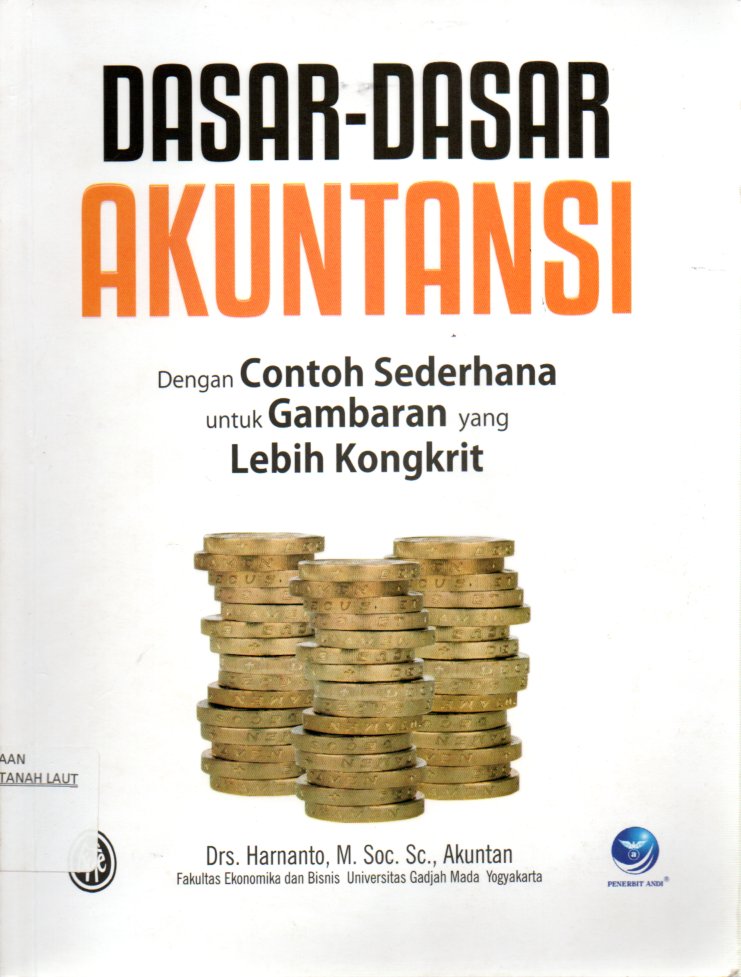 DASAR-DASAR
AKUNTANSI
Dengan Contoh Sederhana
untuk Gambaran yang
Lebih Kongkrit
AAN
TANAH LAUT
Drs. Harnanto, M. Soc. Sc., Akuntan
Fakultas Ekonomika dan Bisnis Universitas Gadjah Mada Yogyakarta
a
PENERBIT ANDI®